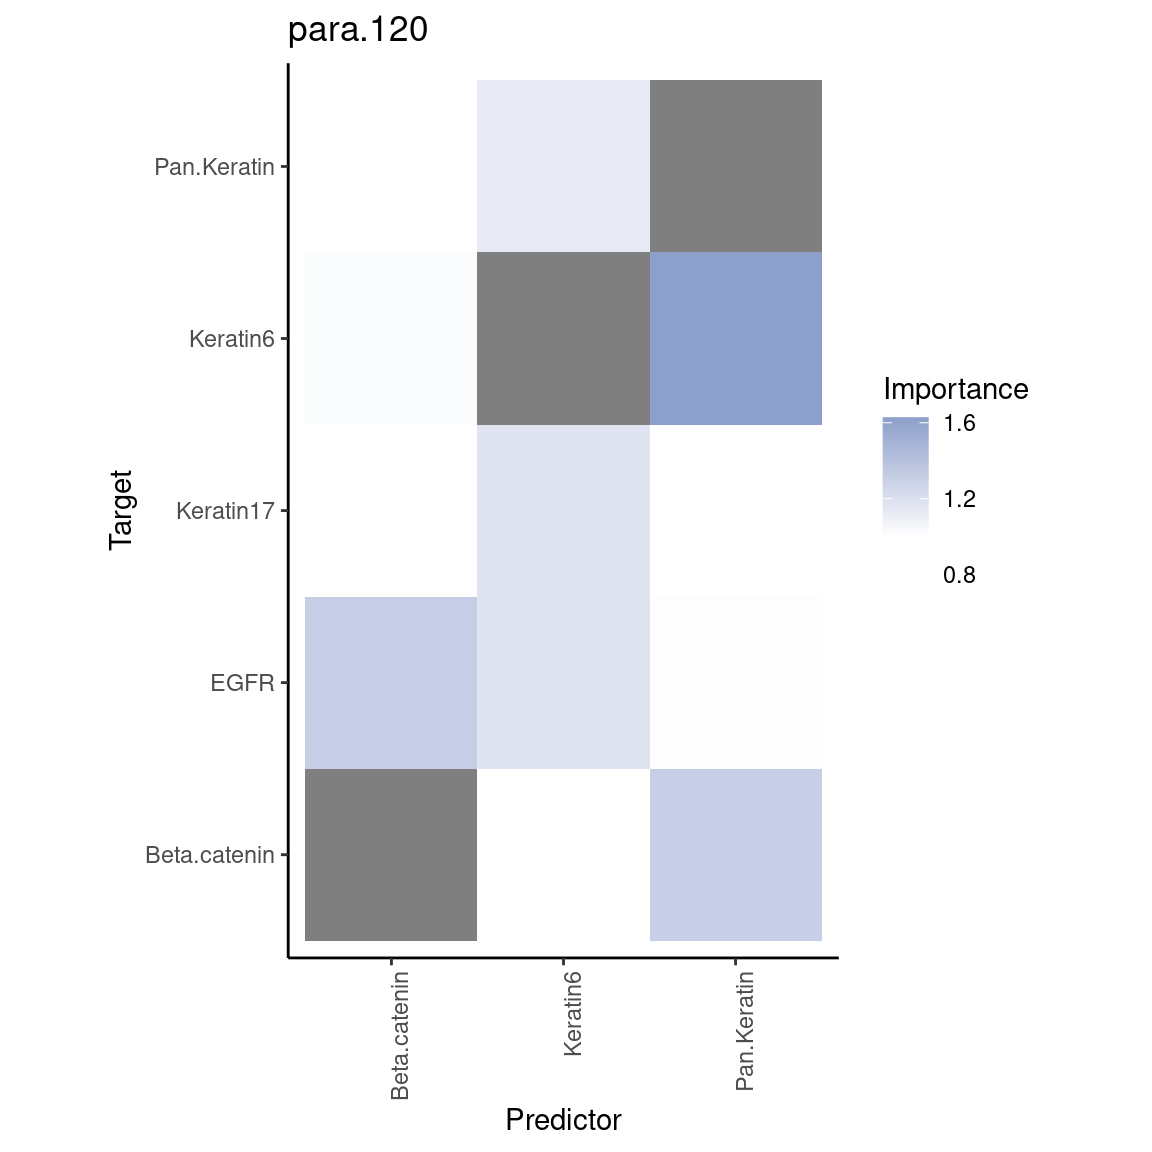 para.120
Pan.Keratin
Keratin6
Keratin17
EGFR
Beta.catenin
Target
Beta.catenin
Keratin6
Pan.Keratin
Predictor
Importance
1.6
1.2
0.8